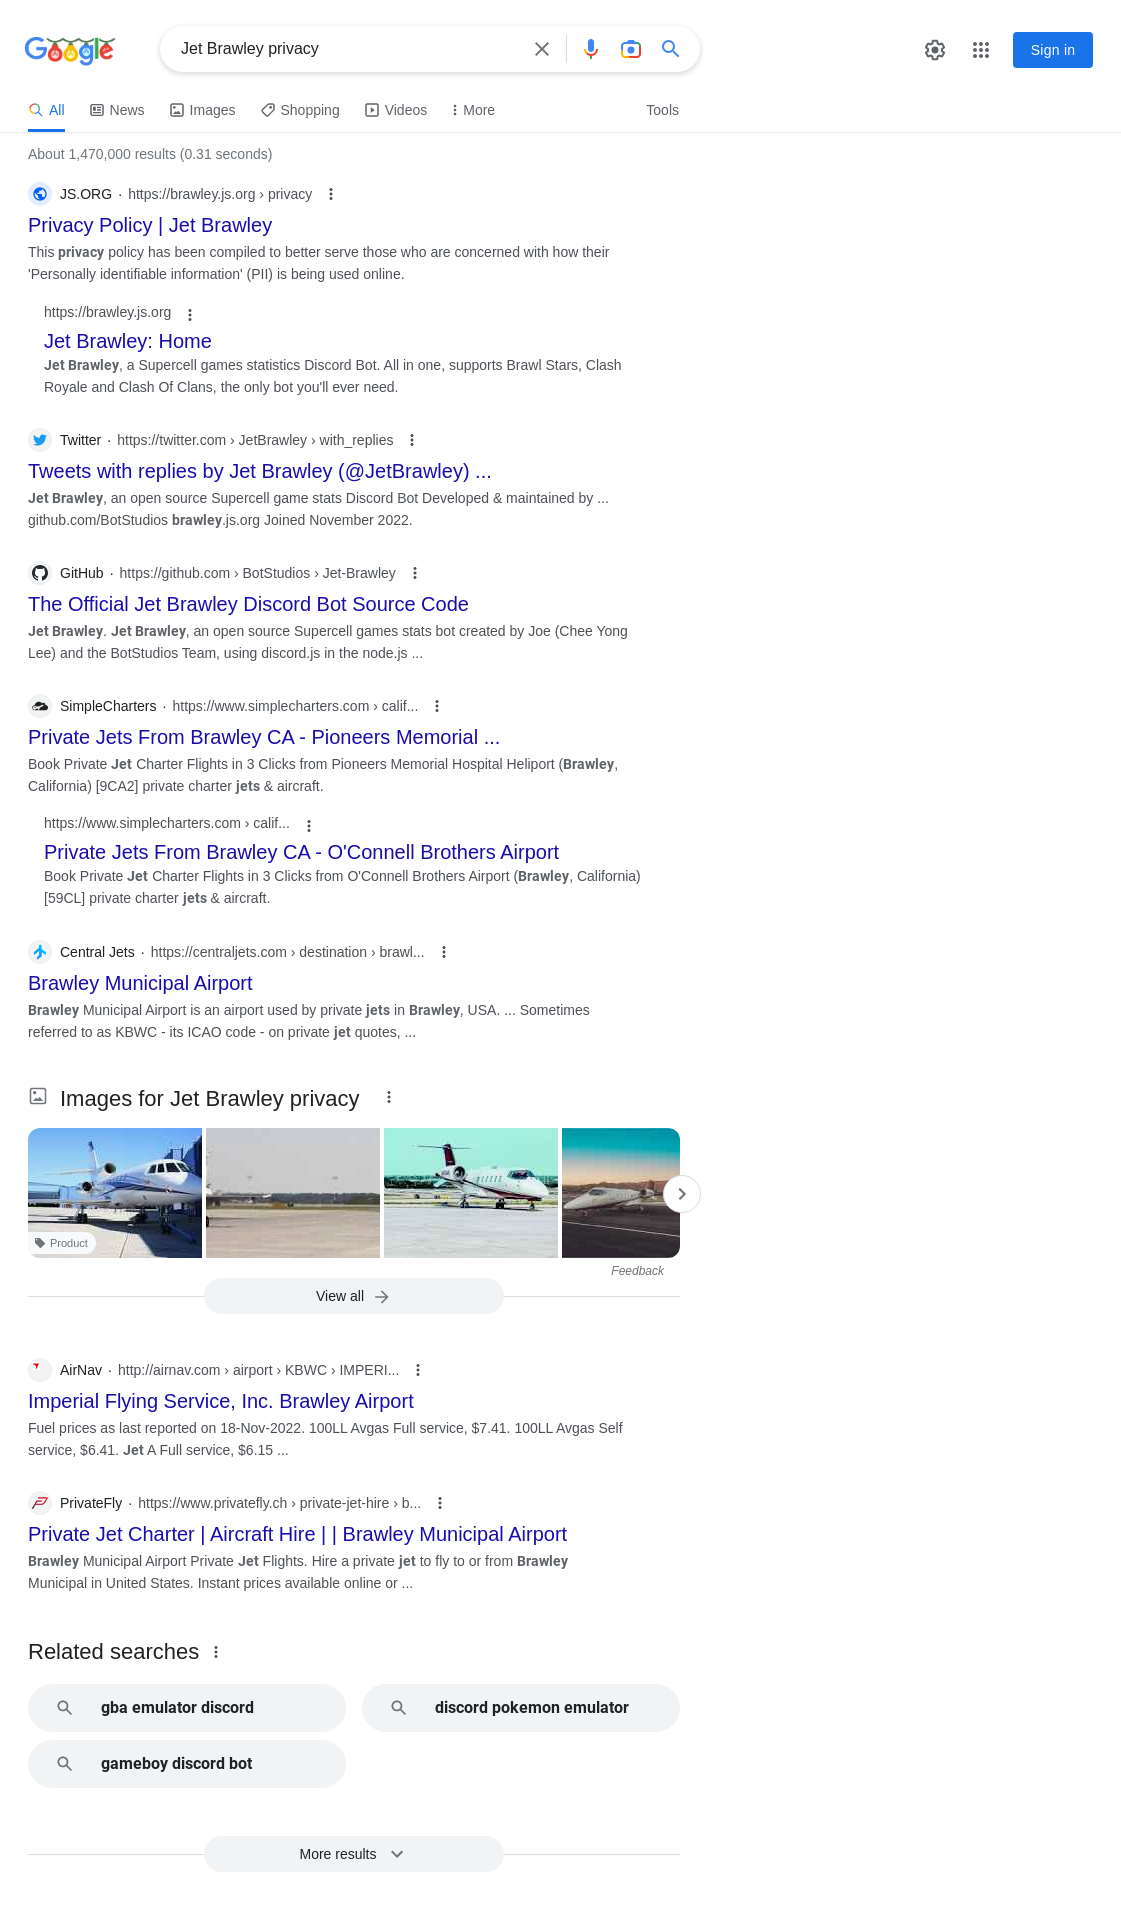 Google
Jet Brawley privacy
Sign in
All News Images Shopping Videos More Tools
About 1,470,000 results (0.31 seconds)
JS.ORG · https://brawley.js.org › privacy
Privacy Policy | Jet Brawley
This privacy policy has been compiled to better serve those who are concerned with how their
'Personally identifiable information' (PII) is being used online.
https://brawley.js.org
Jet Brawley: Home
Jet Brawley, a Supercell games statistics Discord Bot. All in one, supports Brawl Stars, Clash
Royale and Clash Of Clans, the only bot you'll ever need.
Twitter · https://twitter.com › JetBrawley › with_replies
Tweets with replies by Jet Brawley (@JetBrawley) ...
Jet Brawley, an open source Supercell game stats Discord Bot Developed & maintained by ...
github.com/BotStudios brawley.js.org Joined November 2022.
GitHub · https://github.com › BotStudios › Jet-Brawley
The Official Jet Brawley Discord Bot Source Code
Jet Brawley. Jet Brawley, an open source Supercell games stats bot created by Joe (Chee Yong
Lee) and the BotStudios Team, using discord.js in the node.js ...
SimpleCharters · https://www.simplecharters.com › calif...
Private Jets From Brawley CA - Pioneers Memorial ...
Book Private Jet Charter Flights in 3 Clicks from Pioneers Memorial Hospital Heliport (Brawley,
California) [9CA2] private charter jets & aircraft.
https://www.simplecharters.com › calif...
Private Jets From Brawley CA - O'Connell Brothers Airport
Book Private Jet Charter Flights in 3 Clicks from O'Connell Brothers Airport (Brawley, California)
[59CL] private charter jets & aircraft.
Central Jets · https://centraljets.com › destination › brawl...
Brawley Municipal Airport
Brawley Municipal Airport is an airport used by private jets in Brawley, USA. ... Sometimes
referred to as KBWC - its ICAO code - on private jet quotes, ...
Images for Jet Brawley privacy
Product
Feedback
View all
AirNav · http://airnav.com › airport › KBWC › IMPERI...
Imperial Flying Service, Inc. Brawley Airport
Fuel prices as last reported on 18-Nov-2022. 100LL Avgas Full service, $7.41. 100LL Avgas Self
service, $6.41. Jet A Full service, $6.15 ...
PrivateFly · https://www.privatefly.ch › private-jet-hire › b...
Private Jet Charter | Aircraft Hire | | Brawley Municipal Airport
Brawley Municipal Airport Private Jet Flights. Hire a private jet to fly to or from Brawley
Municipal in United States. Instant prices available online or ...
Related searches
gba emulator discord
discord pokemon emulator
gameboy discord bot
More results